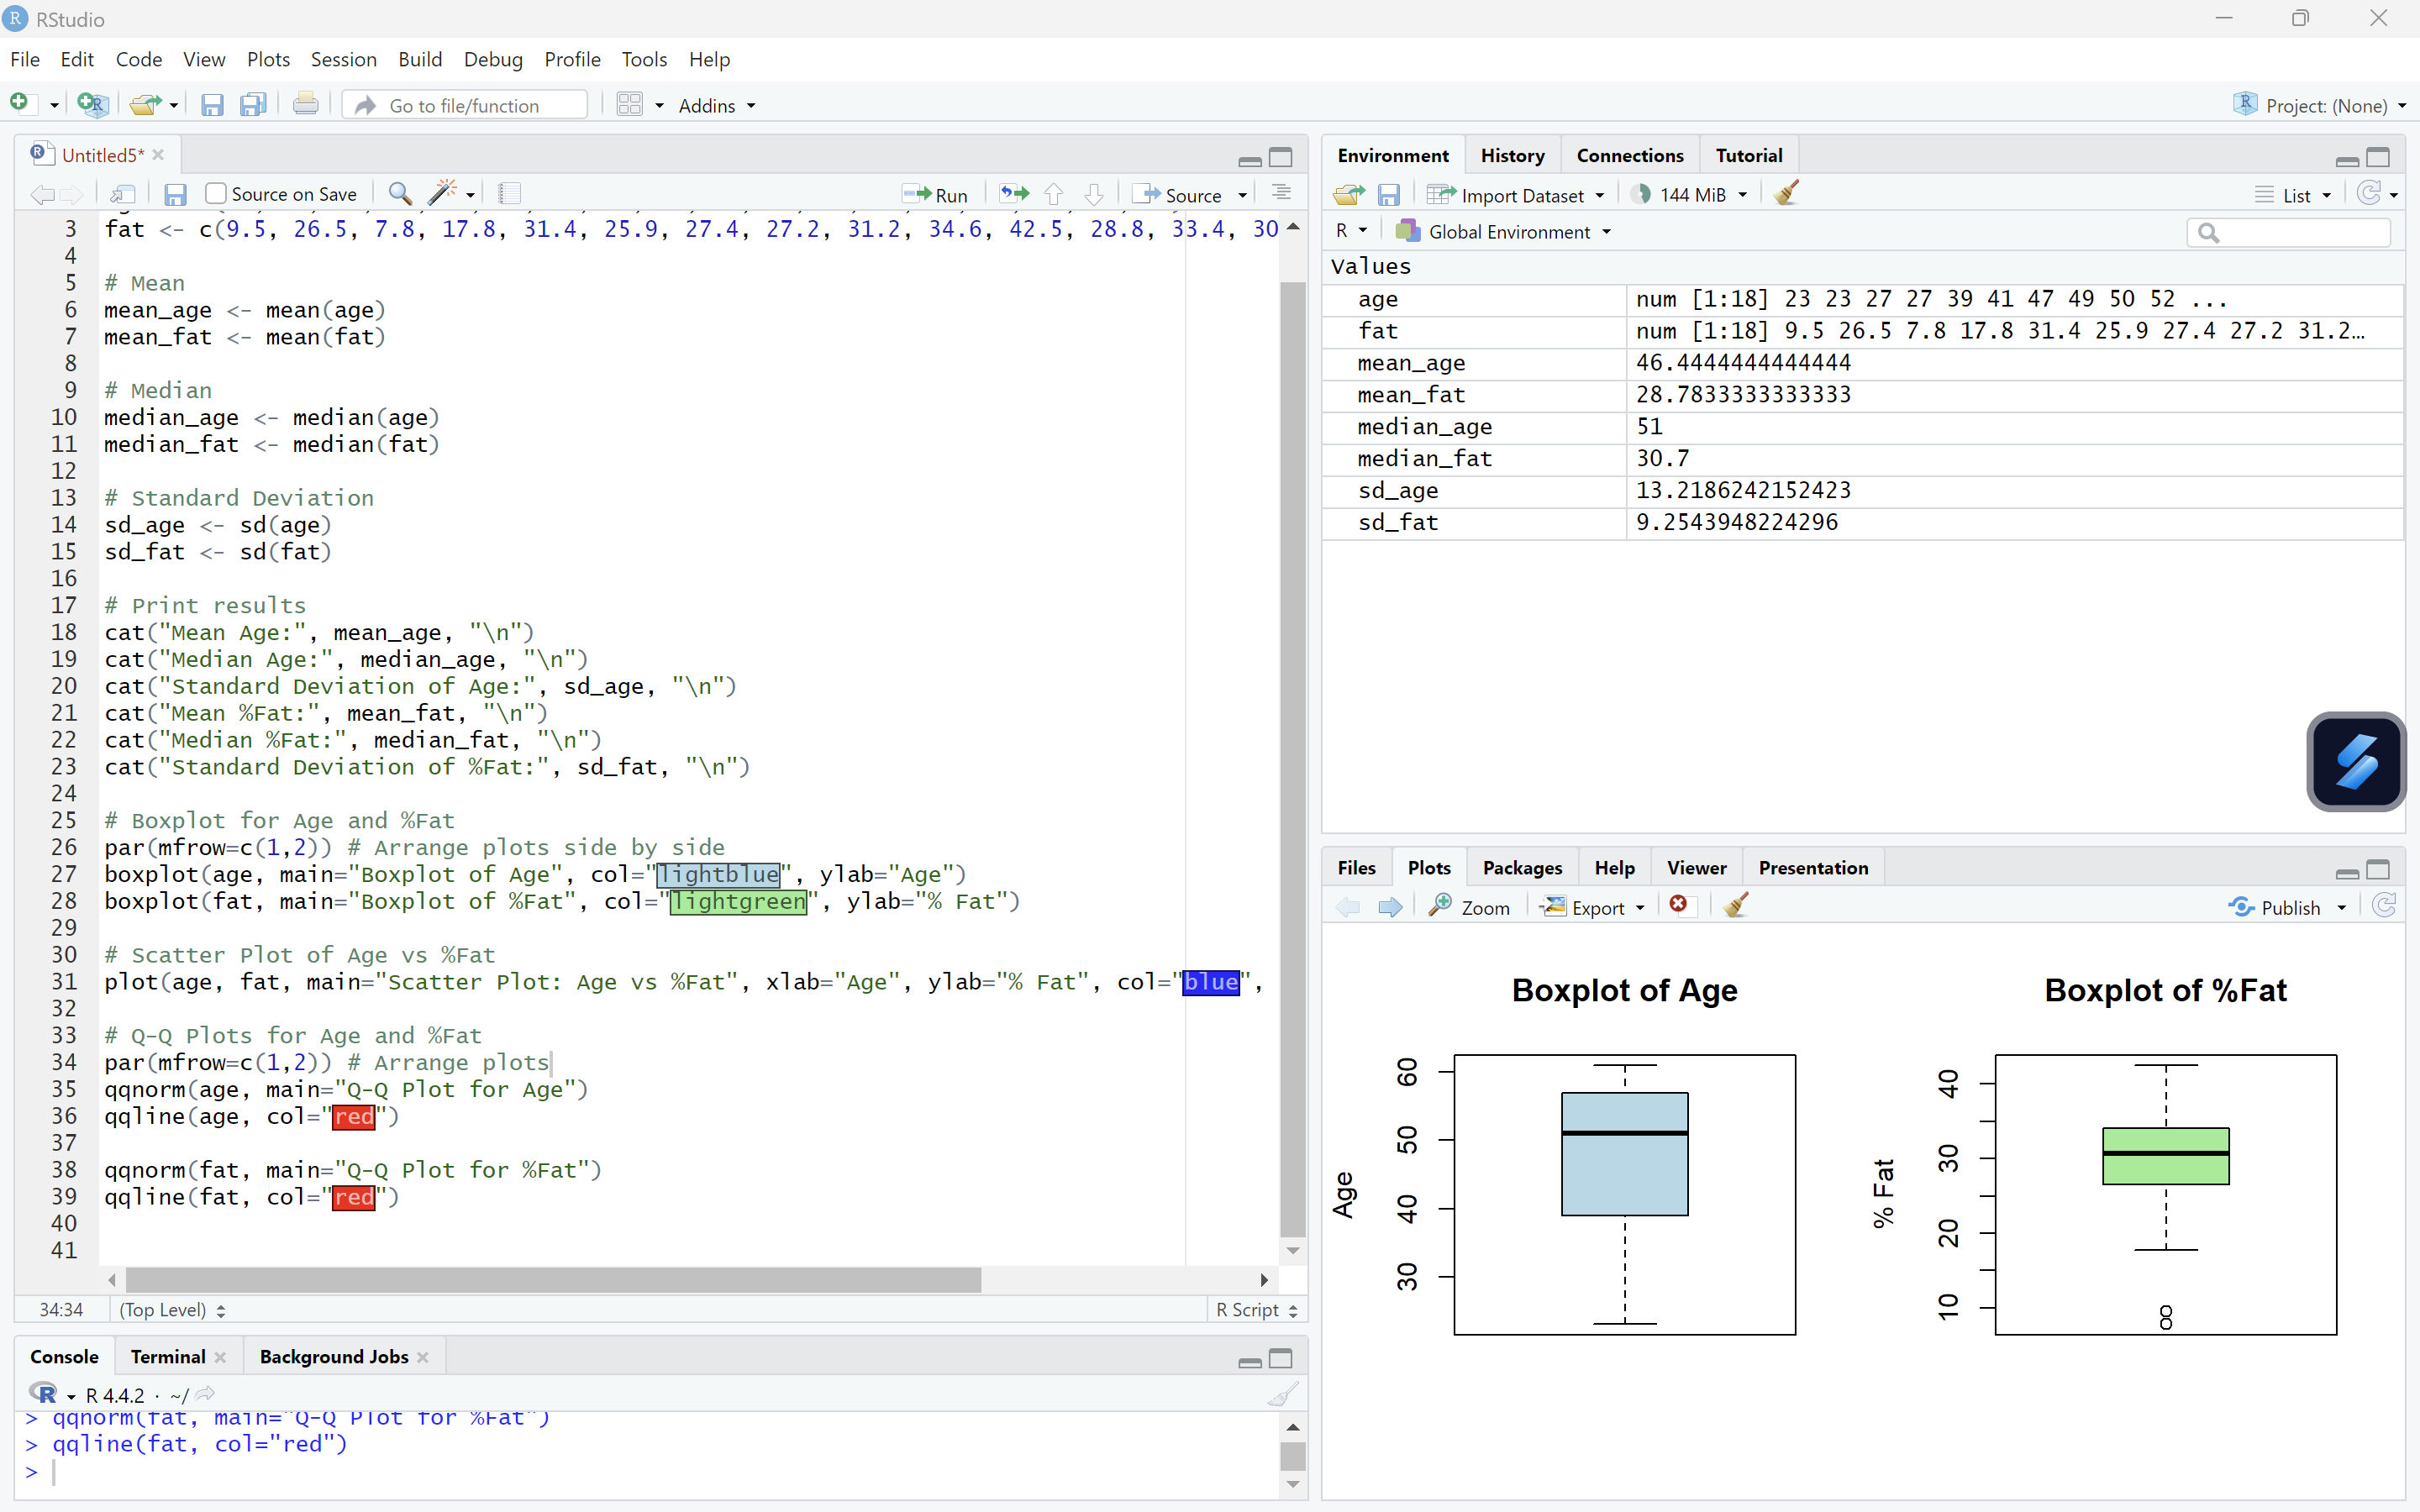 RStudio
File Edit Code View Plots Session Build Debug Profile Tools Help
Go to file/function Addins Project: (None)
Untitled5*
Source on Save Run Source
3 fat <- c(9.5, 26.5, 7.8, 17.8, 31.4, 25.9, 27.4, 27.2, 31.2, 34.6, 42.5, 28.8, 33.4, 30
4
5 # Mean
6 mean_age <- mean(age)
7 mean_fat <- mean(fat)
8
9 # Median
10 median_age <- median(age)
11 median_fat <- median(fat)
12
13 # Standard Deviation
14 sd_age <- sd(age)
15 sd_fat <- sd(fat)
16
17 # Print results
18 cat("Mean Age:", mean_age, "\n")
19 cat("Median Age:", median_age, "\n")
20 cat("Standard Deviation of Age:", sd_age, "\n")
21 cat("Mean %Fat:", mean_fat, "\n")
22 cat("Median %Fat:", median_fat, "\n")
23 cat("Standard Deviation of %Fat:", sd_fat, "\n")
24
25 # Boxplot for Age and %Fat
26 par(mfrow=c(1,2)) # Arrange plots side by side
27 boxplot(age, main="Boxplot of Age", col="lightblue", ylab="Age")
28 boxplot(fat, main="Boxplot of %Fat", col="lightgreen", ylab="% Fat")
29
30 # Scatter Plot of Age vs %Fat
31 plot(age, fat, main="Scatter Plot: Age vs %Fat", xlab="Age", ylab="% Fat", col="blue",
32
33 # Q-Q Plots for Age and %Fat
34 par(mfrow=c(1,2)) # Arrange plots
35 qqnorm(age, main="Q-Q Plot for Age")
36 qqline(age, col="red")
37
38 qqnorm(fat, main="Q-Q Plot for %Fat")
39 qqline(fat, col="red")
40
41
34:34 (Top Level) R Script
Console Terminal Background Jobs
R 4.4.2 · ~/
> qqnorm(fat, main="Q-Q Plot for %Fat")
> qqline(fat, col="red")
>
Environment History Connections Tutorial
Import Dataset 144 MiB List
R Global Environment
Values
age num [1:18] 23 23 27 27 39 41 47 49 50 52 ...
fat num [1:18] 9.5 26.5 7.8 17.8 31.4 25.9 27.4 27.2 31.2…
mean_age 46.4444444444444
mean_fat 28.7833333333333
median_age 51
median_fat 30.7
sd_age 13.2186242152423
sd_fat 9.2543948224296
Files Plots Packages Help Viewer Presentation
Zoom Export Publish
Boxplot of Age
Age
60
50
40
30
Boxplot of %Fat
% Fat
40
30
20
10